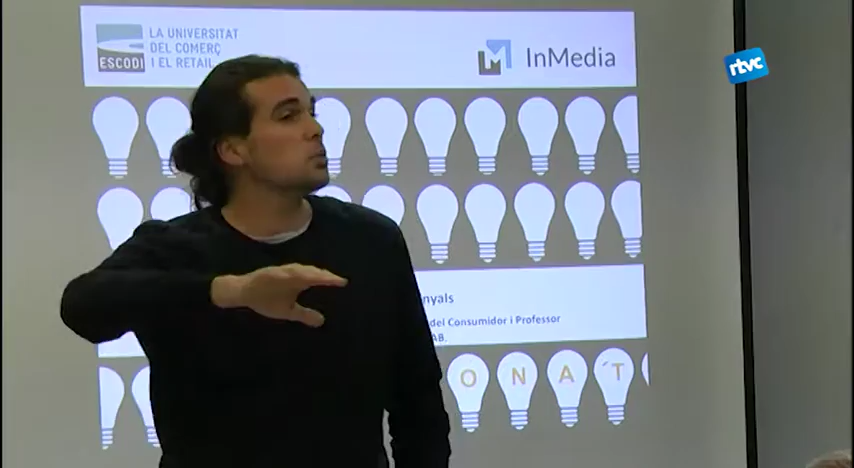 LA UNIVERSITAT
DEL COMERÇ
I EL RETAIL
ESCODI
InMedia
rtvc
nyals
del Consumidor i Professor
AB.
O N A ´T